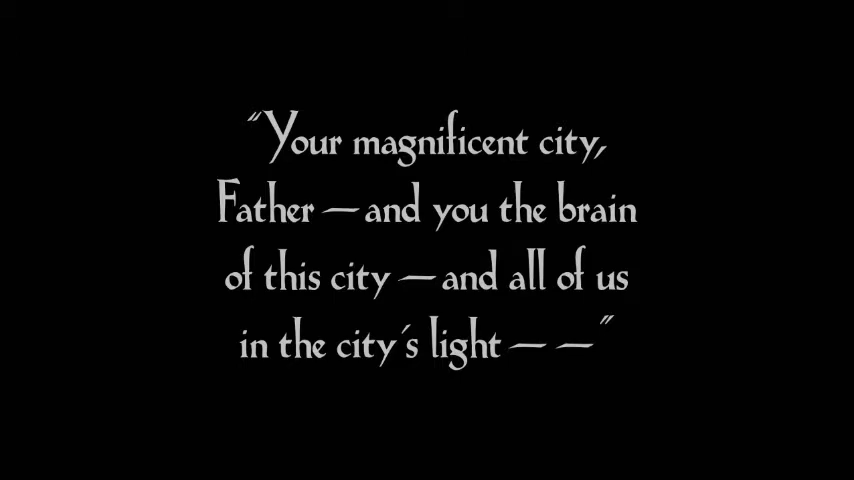 “Your magnificent city,
Father — and you the brain
of this city — and all of us
in the city's light — — ”